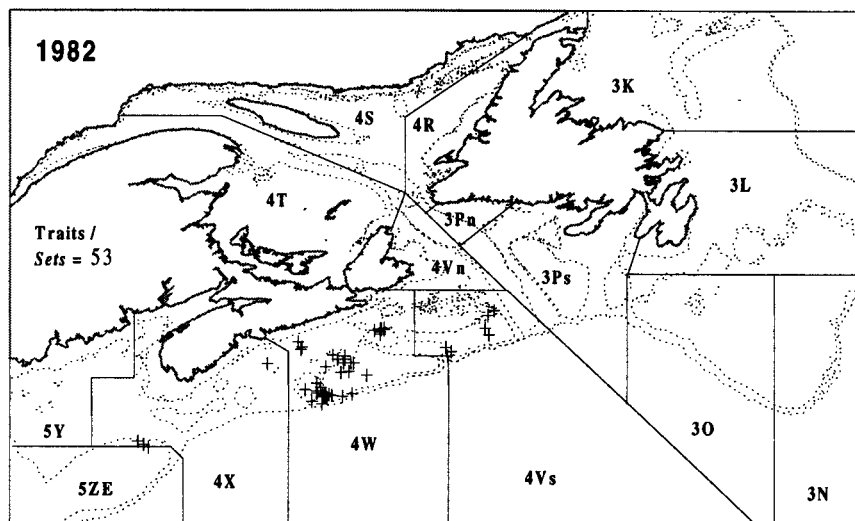 1982
3K
4S
4R
3L
4T
3Pn
Traits /
Sets = 53
4Vn
3Ps
5Y
4W
3O
5ZE
4X
4Vs
3N